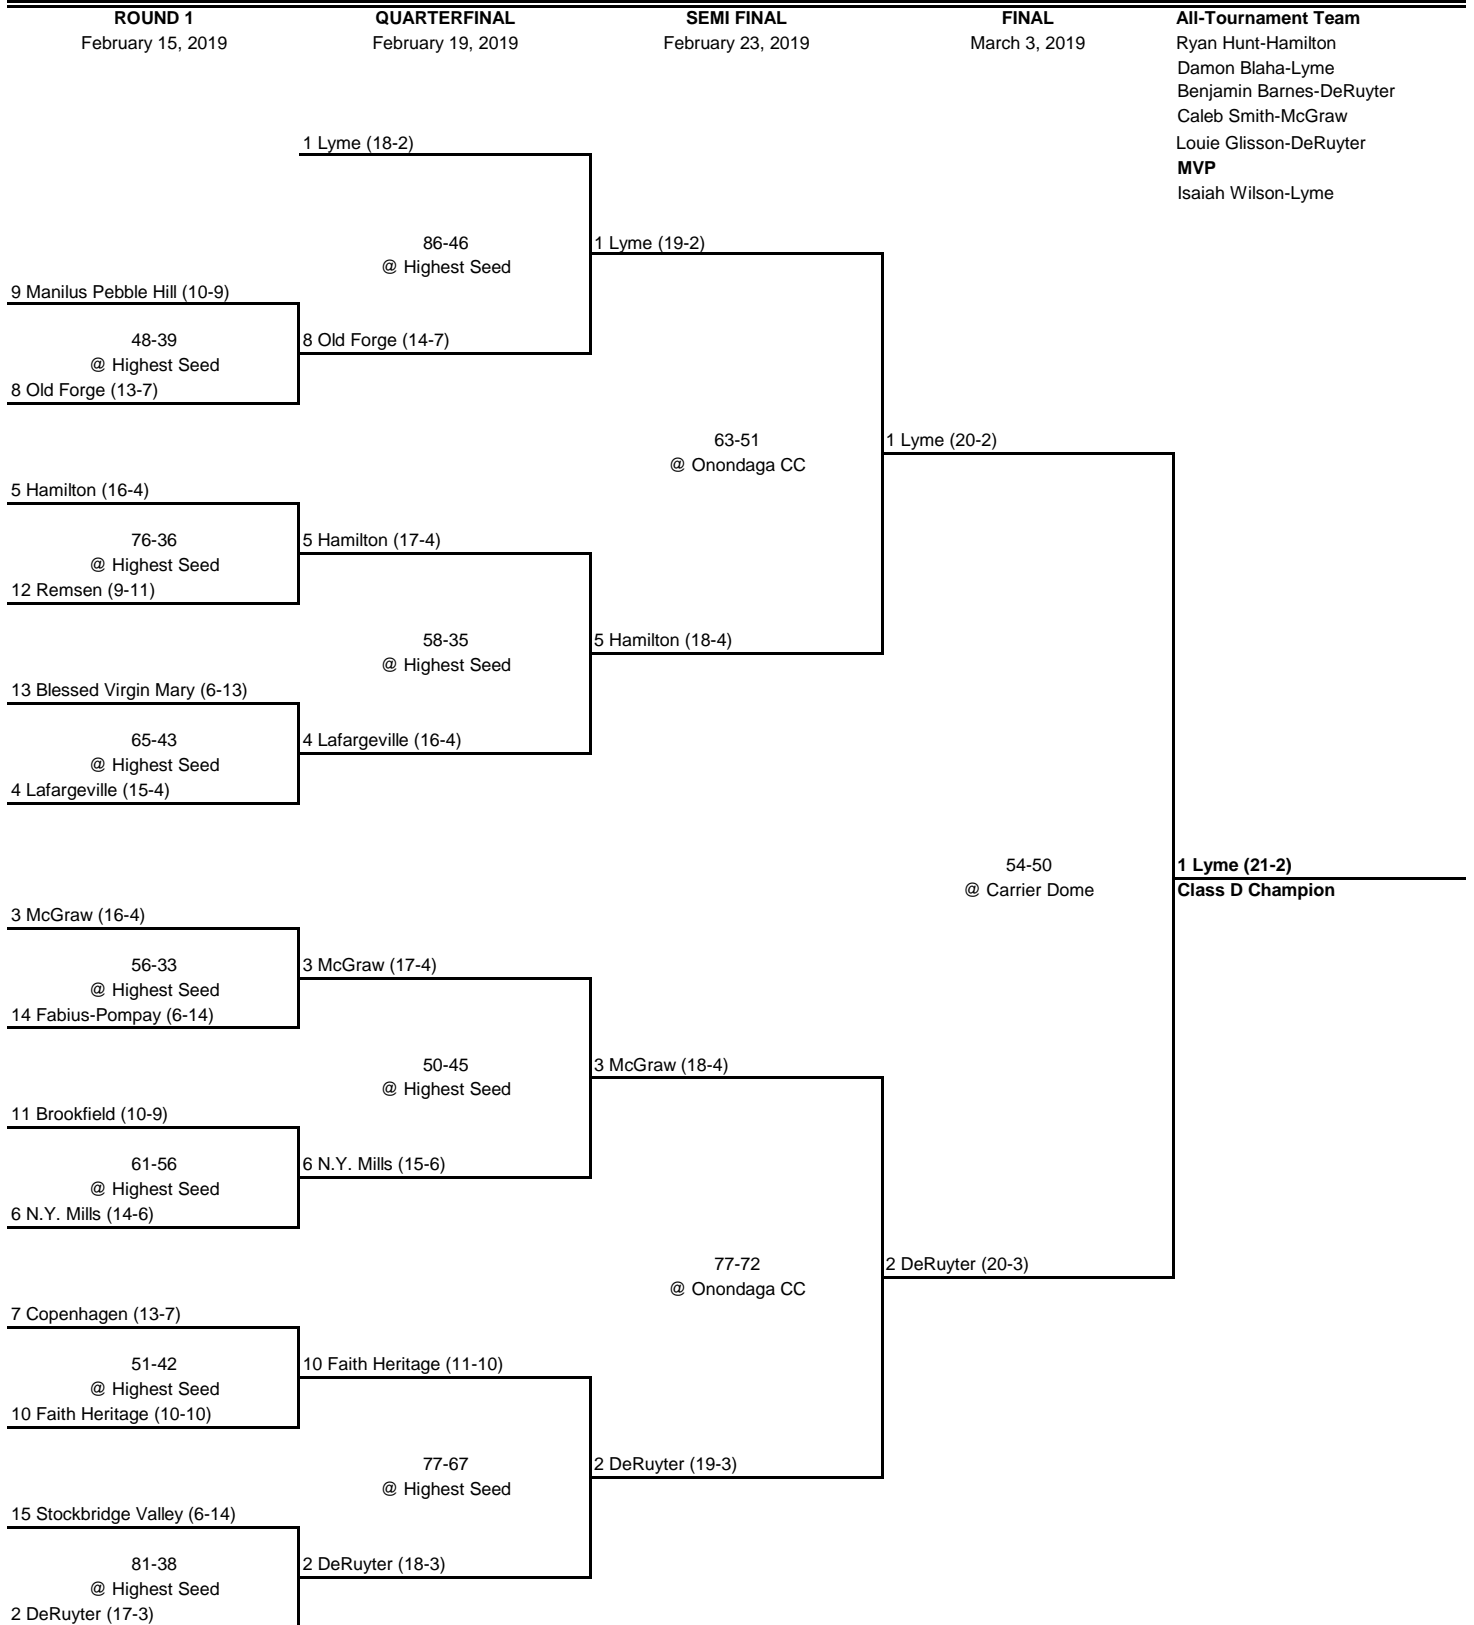 ROUND 1 QUARTERFINAL SEMI FINAL FINAL All-Tournament Team
February 15, 2019 February 19, 2019 February 23, 2019 March 3, 2019 Ryan Hunt-Hamilton
Damon Blaha-Lyme
Benjamin Barnes-DeRuyter
Caleb Smith-McGraw
1 Lyme (18-2) Louie Glisson-DeRuyter
MVP
Isaiah Wilson-Lyme
86-46 1 Lyme (19-2)
@ Highest Seed
9 Manilus Pebble Hill (10-9)
48-39 8 Old Forge (14-7)
@ Highest Seed
8 Old Forge (13-7)
63-51 1 Lyme (20-2)
@ Onondaga CC
5 Hamilton (16-4)
76-36 5 Hamilton (17-4)
@ Highest Seed
12 Remsen (9-11)
58-35 5 Hamilton (18-4)
@ Highest Seed
13 Blessed Virgin Mary (6-13)
65-43 4 Lafargeville (16-4)
@ Highest Seed
4 Lafargeville (15-4)
54-50 1 Lyme (21-2)
@ Carrier Dome Class D Champion
3 McGraw (16-4)
56-33 3 McGraw (17-4)
@ Highest Seed
14 Fabius-Pompay (6-14)
50-45 3 McGraw (18-4)
@ Highest Seed
11 Brookfield (10-9)
61-56 6 N.Y. Mills (15-6)
@ Highest Seed
6 N.Y. Mills (14-6)
77-72 2 DeRuyter (20-3)
@ Onondaga CC
7 Copenhagen (13-7)
51-42 10 Faith Heritage (11-10)
@ Highest Seed
10 Faith Heritage (10-10)
77-67 2 DeRuyter (19-3)
@ Highest Seed
15 Stockbridge Valley (6-14)
81-38 2 DeRuyter (18-3)
@ Highest Seed
2 DeRuyter (17-3)